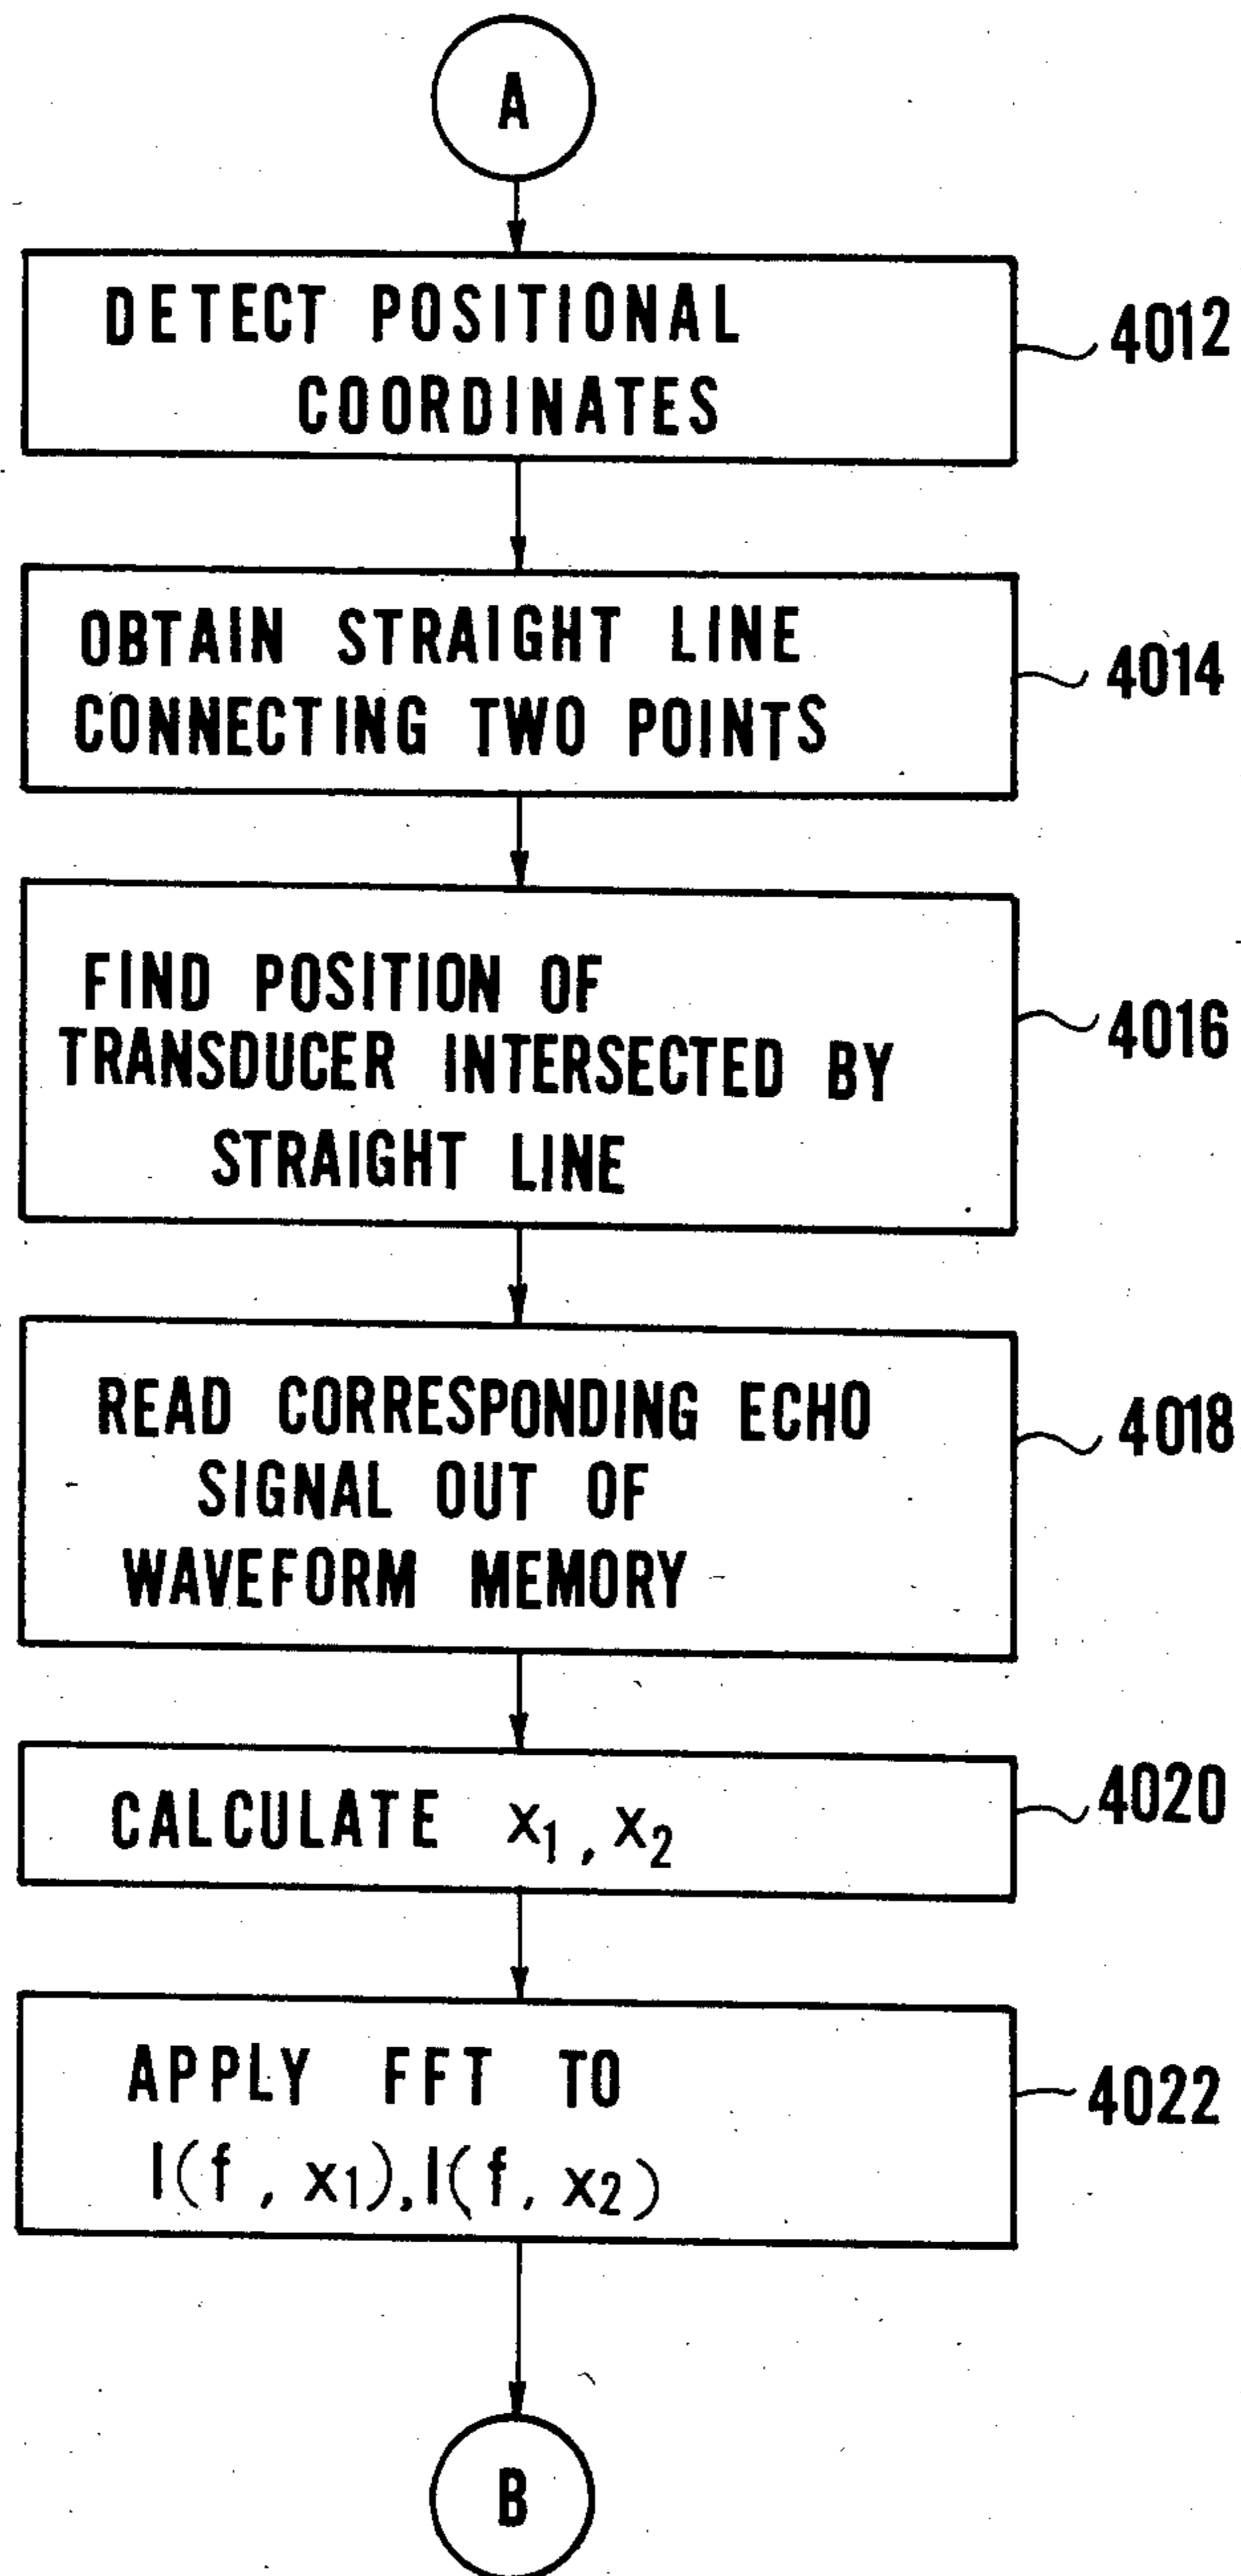 A
DETECT POSITIONAL
COORDINATES
4012
OBTAIN STRAIGHT LINE
CONNECTING TWO POINTS
4014
FIND POSITION OF
TRANSDUCER INTERSECTED BY
STRAIGHT LINE
4016
READ CORRESPONDING ECHO
SIGNAL OUT OF
WAVEFORM MEMORY
4018
CALCULATE x₁, x₂
4020
APPLY FFT TO
I(f, x₁), I(f, x₂)
4022
B